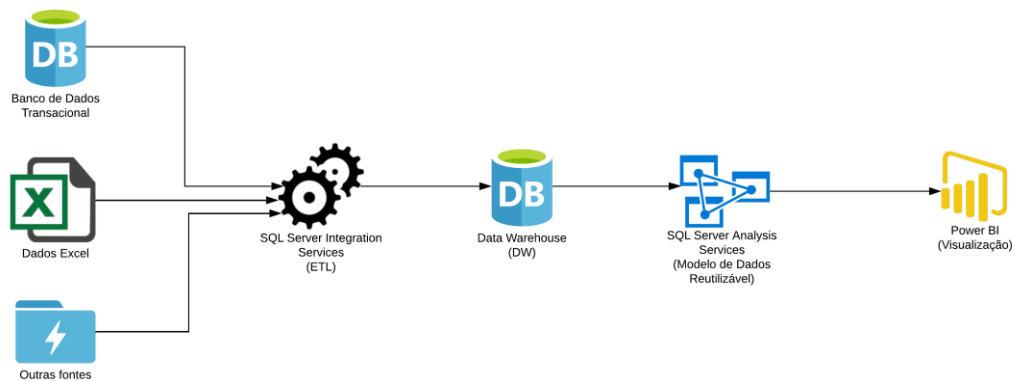 DB
Banco de Dados
Transacional
X
Dados Excel
Outras fontes
SQL Server Integration
Services
(ETL)
DB
Data Warehouse
(DW)
SQL Server Analysis
Services
(Modelo de Dados
Reutilizável)
Power BI
(Visualização)